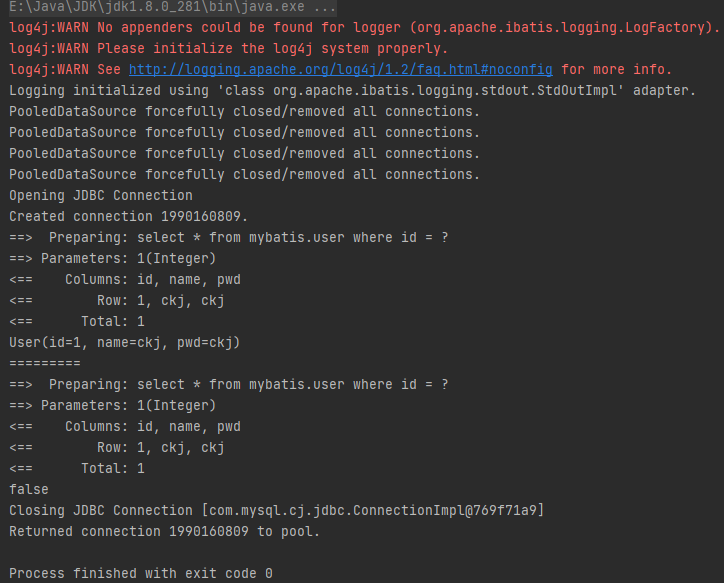 E:\Java\JDK\jdk1.8.0_281\bin\java.exe ...
log4j:WARN No appenders could be found for logger (org.apache.ibatis.logging.LogFactory).
log4j:WARN Please initialize the log4j system properly.
log4j:WARN See http://logging.apache.org/log4j/1.2/faq.html#noconfig for more info.
Logging initialized using 'class org.apache.ibatis.logging.stdout.StdOutImpl' adapter.
PooledDataSource forcefully closed/removed all connections.
PooledDataSource forcefully closed/removed all connections.
PooledDataSource forcefully closed/removed all connections.
PooledDataSource forcefully closed/removed all connections.
Opening JDBC Connection
Created connection 1990160809.
==>  Preparing: select * from mybatis.user where id = ?
==> Parameters: 1(Integer)
<==    Columns: id, name, pwd
<==        Row: 1, ckj, ckj
<==      Total: 1
User(id=1, name=ckj, pwd=ckj)
=========
==>  Preparing: select * from mybatis.user where id = ?
==> Parameters: 1(Integer)
<==    Columns: id, name, pwd
<==        Row: 1, ckj, ckj
<==      Total: 1
false
Closing JDBC Connection [com.mysql.cj.jdbc.ConnectionImpl@769f71a9]
Returned connection 1990160809 to pool.

Process finished with exit code 0